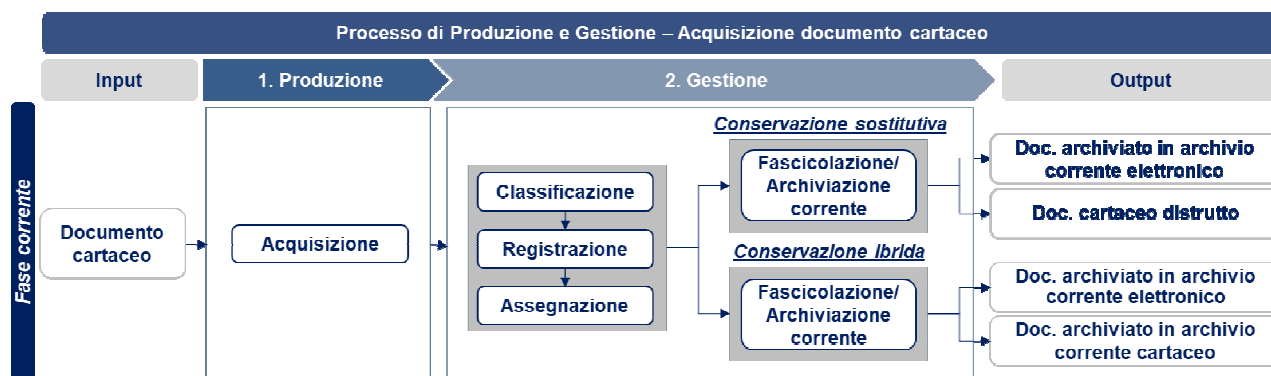 Processo di Produzione e Gestione – Acquisizione documento cartaceo
Input
1. Produzione
2. Gestione
Output
Fase corrente
Documento
cartaceo
Acquisizione
Classificazione
Registrazione
Assegnazione
Conservazione sostitutiva
Fascicolazione/
Archiviazione
corrente
Conservazione ibrida
Fascicolazione/
Archiviazione
corrente
Doc. archiviato in archivio
corrente elettronico
Doc. cartaceo distrutto
Doc. archiviato in archivio
corrente elettronico
Doc. archiviato in archivio
corrente cartaceo